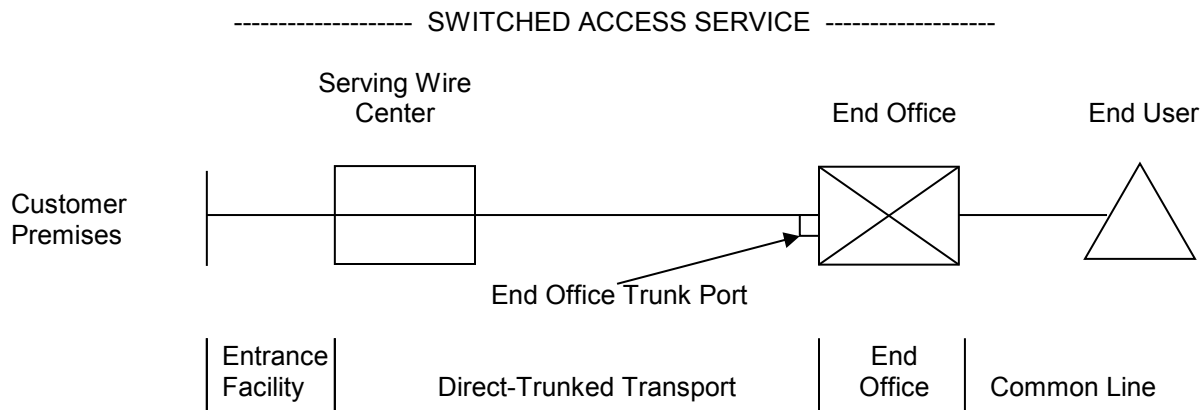 -------------------- SWITCHED ACCESS SERVICE -------------------
Serving Wire
Center
End Office
End User
Customer
Premises
End Office Trunk Port
Entrance
Facility
Direct-Trunked Transport
End
Office
Common Line